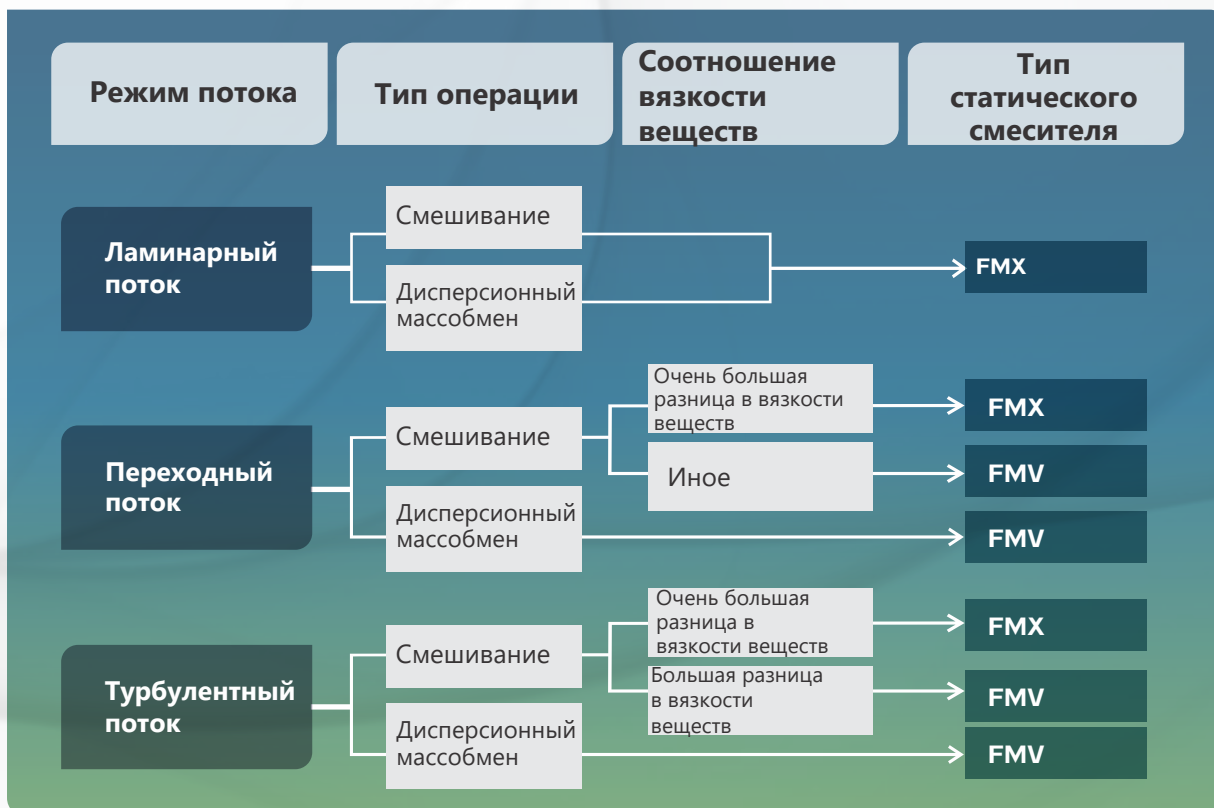 Режим потока
Тип операции
Соотношение
вязкости
веществ
Тип
статического
смесителя
Ламинарный
поток
Смешивание
Дисперсионный
массобмен
FMX
Переходный
поток
Смешивание
Очень большая
разница в вязкости
веществ
FMX
Иное
FMV
Дисперсионный
массобмен
FMV
Турбулентный
поток
Смешивание
Очень большая
разница в
вязкости веществ
FMX
Большая разница
в вязкости
веществ
FMV
Дисперсионный
массобмен
FMV